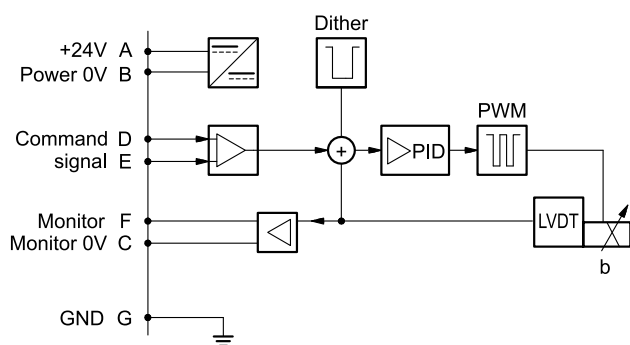 Dither
+24V A
Power 0V B
PWM
Command D
signal E
+
PID
Monitor F
LVDT
Monitor 0V C
b
GND G